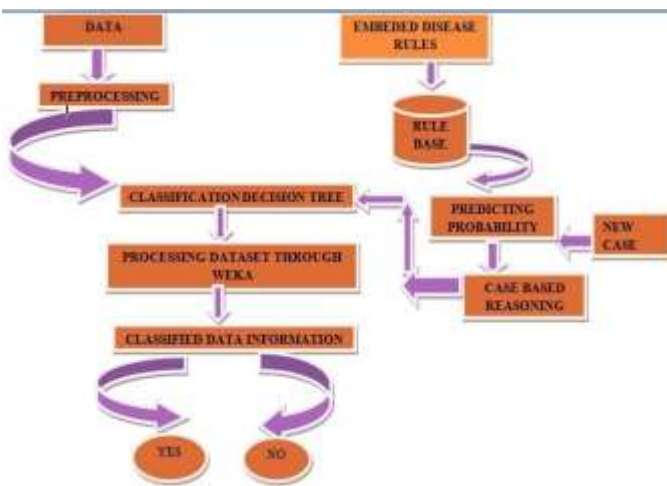 DATA
PREPROCESSING
EMBEDED DISEASE
RULES
RULE
BASE
CLASSIFICATION DECISION TREE
PREDICTING
PROBABILITY
NEW
CASE
PROCESSING DATASET THROUGH
WEKA
CASE BASED
REASONING
CLASSIFIED DATA INFORMATION
YES
NO